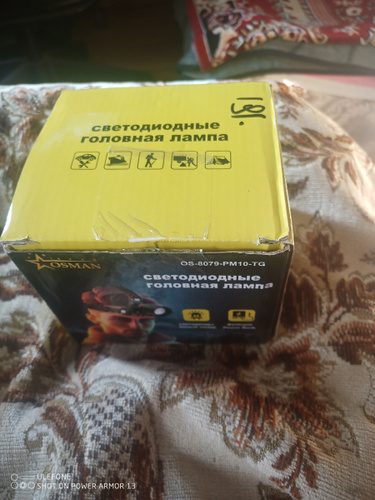 191.
светодиодные
головная лампа
OSMAN
OS-8079-PM10-TG
светодиодные
головная лампа
ULEFONE
SHOT ON POWER ARMOR 13